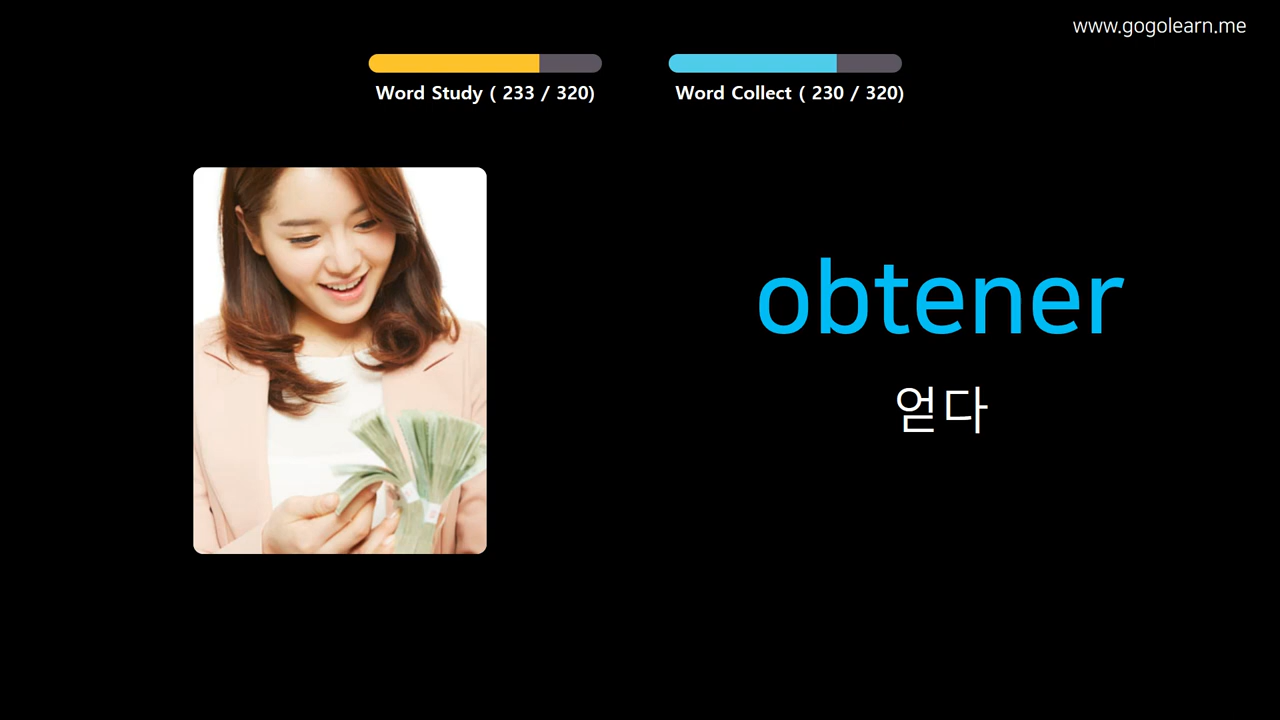 www.gogolearn.me
Word Study ( 233 / 320)
Word Collect ( 230 / 320)
obtener
얻다